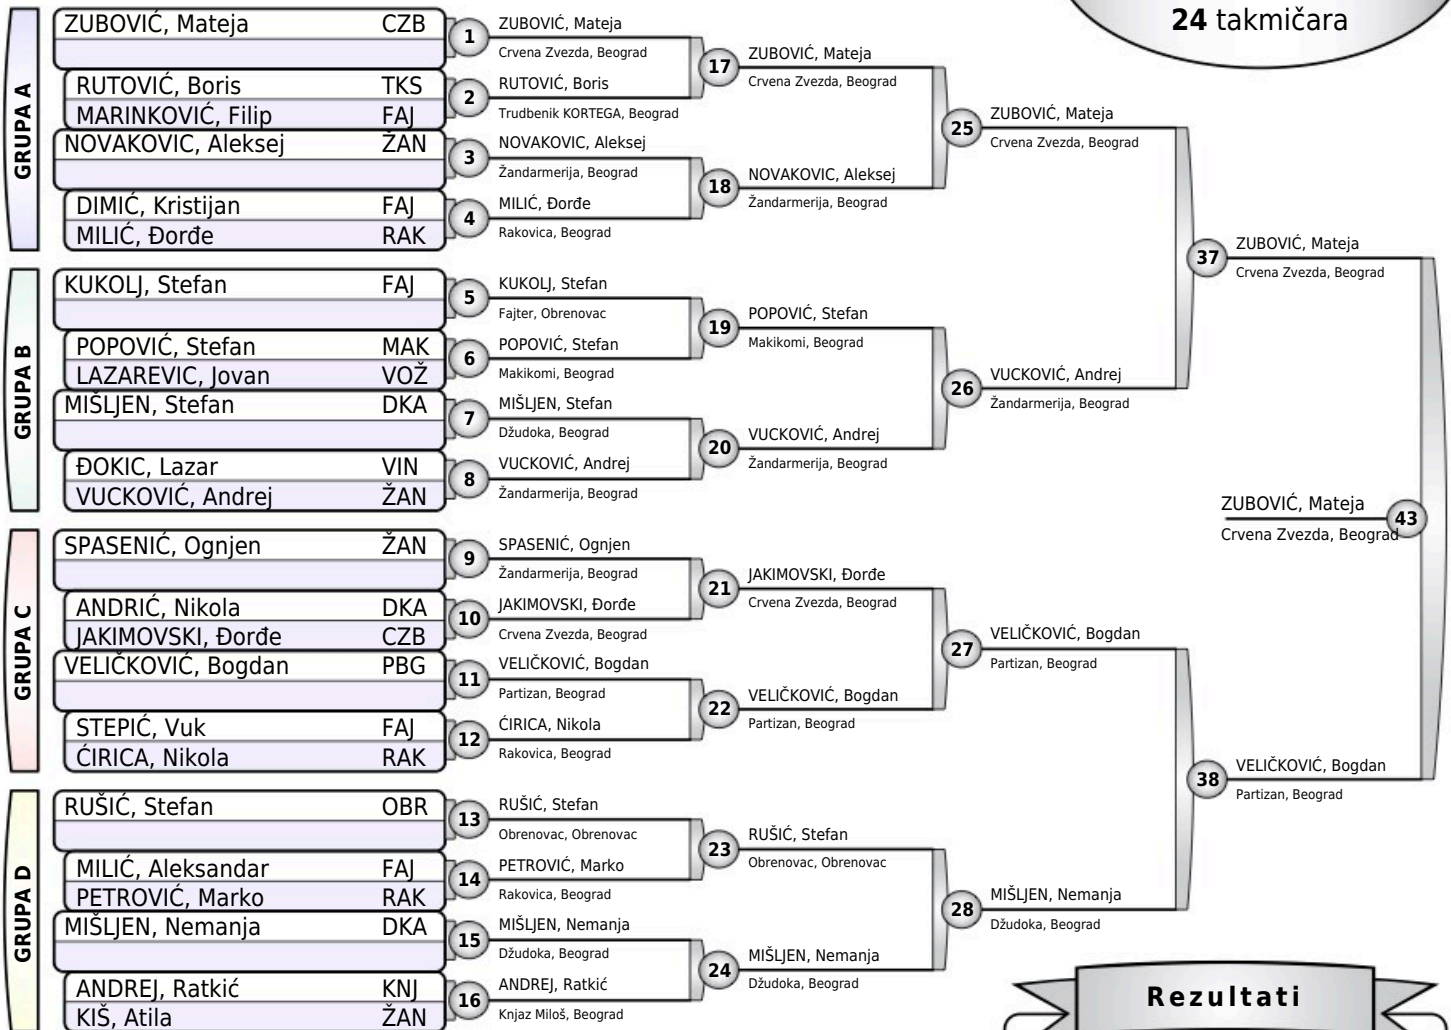 24 takmičara
GRUPA A
ZUBOVIĆ, Mateja CZB
RUTOVIĆ, Boris TKS
MARINKOVIĆ, Filip FAJ
NOVAKOVIC, Aleksej ŽAN
DIMIĆ, Kristijan FAJ
MILIĆ, Đorđe RAK
GRUPA B
KUKOLJ, Stefan FAJ
POPOVIĆ, Stefan MAK
LAZAREVIC, Jovan VOŽ
MIŠLJEN, Stefan DKA
ĐOKIC, Lazar VIN
VUCKOVIĆ, Andrej ŽAN
GRUPA C
SPASENIĆ, Ognjen ŽAN
ANDRIĆ, Nikola DKA
JAKIMOVSKI, Đorđe CZB
VELIČKOVIĆ, Bogdan PBG
STEPIĆ, Vuk FAJ
ĆIRICA, Nikola RAK
GRUPA D
RUŠIĆ, Stefan OBR
MILIĆ, Aleksandar FAJ
PETROVIĆ, Marko RAK
MIŠLJEN, Nemanja DKA
ANDREJ, Ratkić KNJ
KIŠ, Atila ŽAN
1 ZUBOVIĆ, Mateja
Crvena Zvezda, Beograd
2 RUTOVIĆ, Boris
Trudbenik KORTEGA, Beograd
3 NOVAKOVIC, Aleksej
Žandarmerija, Beograd
4 MILIĆ, Đorđe
Rakovica, Beograd
5 KUKOLJ, Stefan
Fajter, Obrenovac
6 POPOVIĆ, Stefan
Makikomi, Beograd
7 MIŠLJEN, Stefan
Džudoka, Beograd
8 VUCKOVIĆ, Andrej
Žandarmerija, Beograd
9 SPASENIĆ, Ognjen
Žandarmerija, Beograd
10 JAKIMOVSKI, Đorđe
Crvena Zvezda, Beograd
11 VELIČKOVIĆ, Bogdan
Partizan, Beograd
12 ĆIRICA, Nikola
Rakovica, Beograd
13 RUŠIĆ, Stefan
Obrenovac, Obrenovac
14 PETROVIĆ, Marko
Rakovica, Beograd
15 MIŠLJEN, Nemanja
Džudoka, Beograd
16 ANDREJ, Ratkić
Knjaz Miloš, Beograd
17 ZUBOVIĆ, Mateja
Crvena Zvezda, Beograd
18 NOVAKOVIC, Aleksej
Žandarmerija, Beograd
19 POPOVIĆ, Stefan
Makikomi, Beograd
20 VUCKOVIĆ, Andrej
Žandarmerija, Beograd
21 JAKIMOVSKI, Đorđe
Crvena Zvezda, Beograd
22 VELIČKOVIĆ, Bogdan
Partizan, Beograd
23 RUŠIĆ, Stefan
Obrenovac, Obrenovac
24 MIŠLJEN, Nemanja
Džudoka, Beograd
25 ZUBOVIĆ, Mateja
Crvena Zvezda, Beograd
26 VUCKOVIĆ, Andrej
Žandarmerija, Beograd
27 VELIČKOVIĆ, Bogdan
Partizan, Beograd
28 MIŠLJEN, Nemanja
Džudoka, Beograd
37 ZUBOVIĆ, Mateja
Crvena Zvezda, Beograd
38 VELIČKOVIĆ, Bogdan
Partizan, Beograd
ZUBOVIĆ, Mateja 43
Crvena Zvezda, Beograd
Rezultati